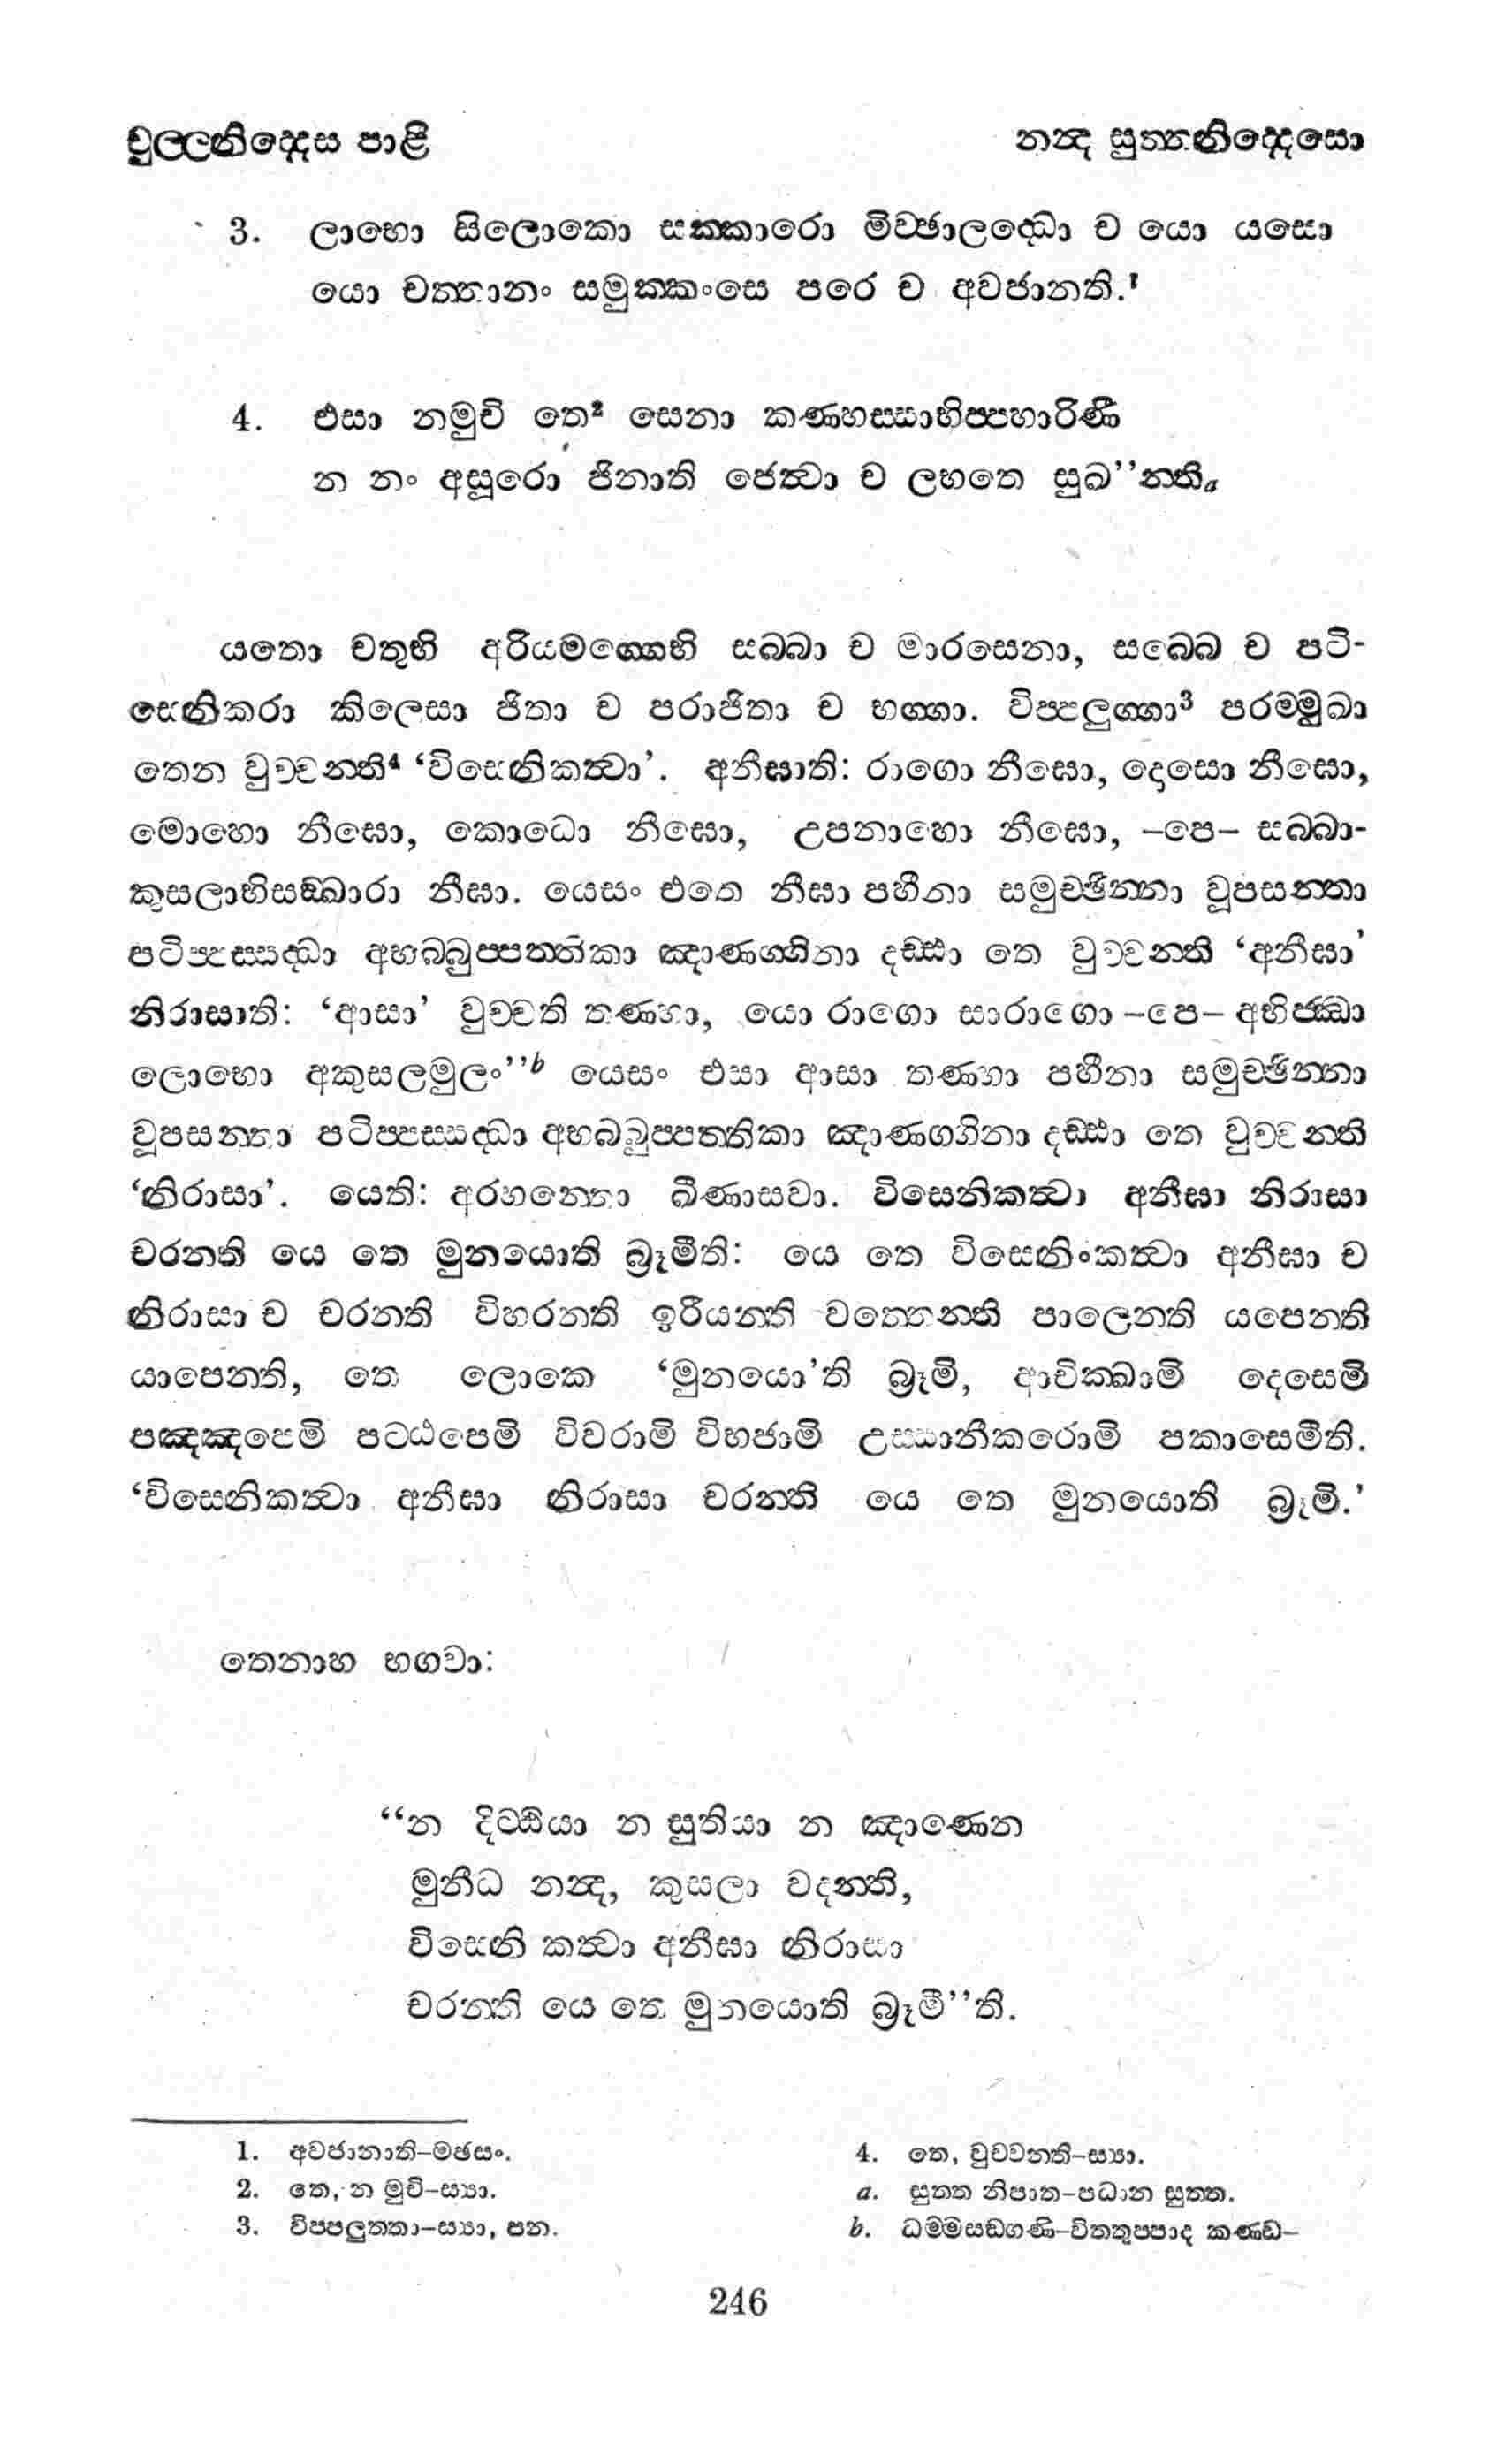 චුල්ලනිද්දෙස පාළි
නන්ද සුත්තනිද්දෙසො
3. ලාභො සිලොකො සක්කාරො මිච්ඡාලද්ධො ච යො යසො
යො චත්තානං සමුක්කංසෙ පරෙ ච අවජානති.¹
4. එසා නමුචි තෙ² සෙනා කණ්හස්සාභිප්පහාරිණී
න නං අසූරො ජිනාති ජෙත්වා ච ලභතෙ සුඛ’’න්ති.a
යතො චතුභි අරියමග්ගෙභි සබ්බා ච මාරසෙනා, සබ්බෙ ච පටි-
සෙනිකරා කිලෙසා ජිතා ච පරාජිතා ච භග්ගා. විප්පලුග්ගා³ පරම්මුඛා
තෙන වුච්චන්ති⁴ ‘විසෙනිකත්වා’. අනීඝාති: රාගො නීඝො, දොසො නීඝො,
මොහො නීඝො, කොධො නීඝො, උපනාහො නීඝො, –පෙ– සබ්බා-
කුසලාභිසඞ්ඛාරා නීඝා. යෙසං එතෙ නීඝා පහීනා සමුච්ඡින්නා වූපසන්තා
පටිප්පස්සද්ධා අභබ්බුප්පත්තිකා ඤාණග්ගිනා දඩ්ඪා තෙ වුච්චන්ති ‘අනීඝා’
නිරාසාති: ‘ආසා’ වුච්චති තණ්හා, යො රාගො සාරාගො –පෙ– අභිජ්ඣා
ලොභො අකුසලමූලං’’b යෙසං එසා ආසා තණ්හා පහීනා සමුච්ඡින්නා
වූපසන්තා පටිප්පස්සද්ධා අභබ්බුප්පත්තිකා ඤාණග්ගිනා දඩ්ඪා තෙ වුච්චන්ති
‘නිරාසා’. යෙති: අරහන්තො ඛීණාසවා. විසෙනිකත්වා අනීඝා නිරාසා
චරන්ති යෙ තෙ මුනයොති බ්‍රූමීති: යෙ තෙ විසෙනිංකත්වා අනීඝා ච
නිරාසා ච චරන්ති විහරන්ති ඉරීයන්ති වත්තෙන්ති පාලෙන්ති යපෙන්ති
යාපෙන්ති, තෙ ලොකෙ ‘මුනයො’ති බ්‍රූමි, ආචික්ඛාමි දෙසෙමි
පඤ්ඤපෙමි පට්ඨපෙමි විවරාමි විභජාමි උස්සානීකරොමි පකාසෙමීති.
‘විසෙනිකත්වා අනීඝා නිරාසා චරන්ති යෙ තෙ මුනයොති බ්‍රූමි.’
තෙනාහ භගවා:
‘‘න දිට්ඨියා න සුතියා න ඤාණෙන
මුනීධ නන්ද, කුසලා වදන්ති,
විසෙනි කත්වා අනීඝා නිරාසා
චරන්ති යෙ තෙ මුනයොති බ්‍රූමී’’ති.
1. අවජානාති–මඡසං.
2. තෙ, න මුචි–ස්‍යා.
3. විප්පලුත්තා–ස්‍යා, පන.
4. තෙ, වුච්චන්ති–ස්‍යා.
a. සුත්ත නිපාත–පධාන සුත්ත.
b. ධම්මසඞ්ගණි–චිත්තුප්පාද කණ්ඩ–
246